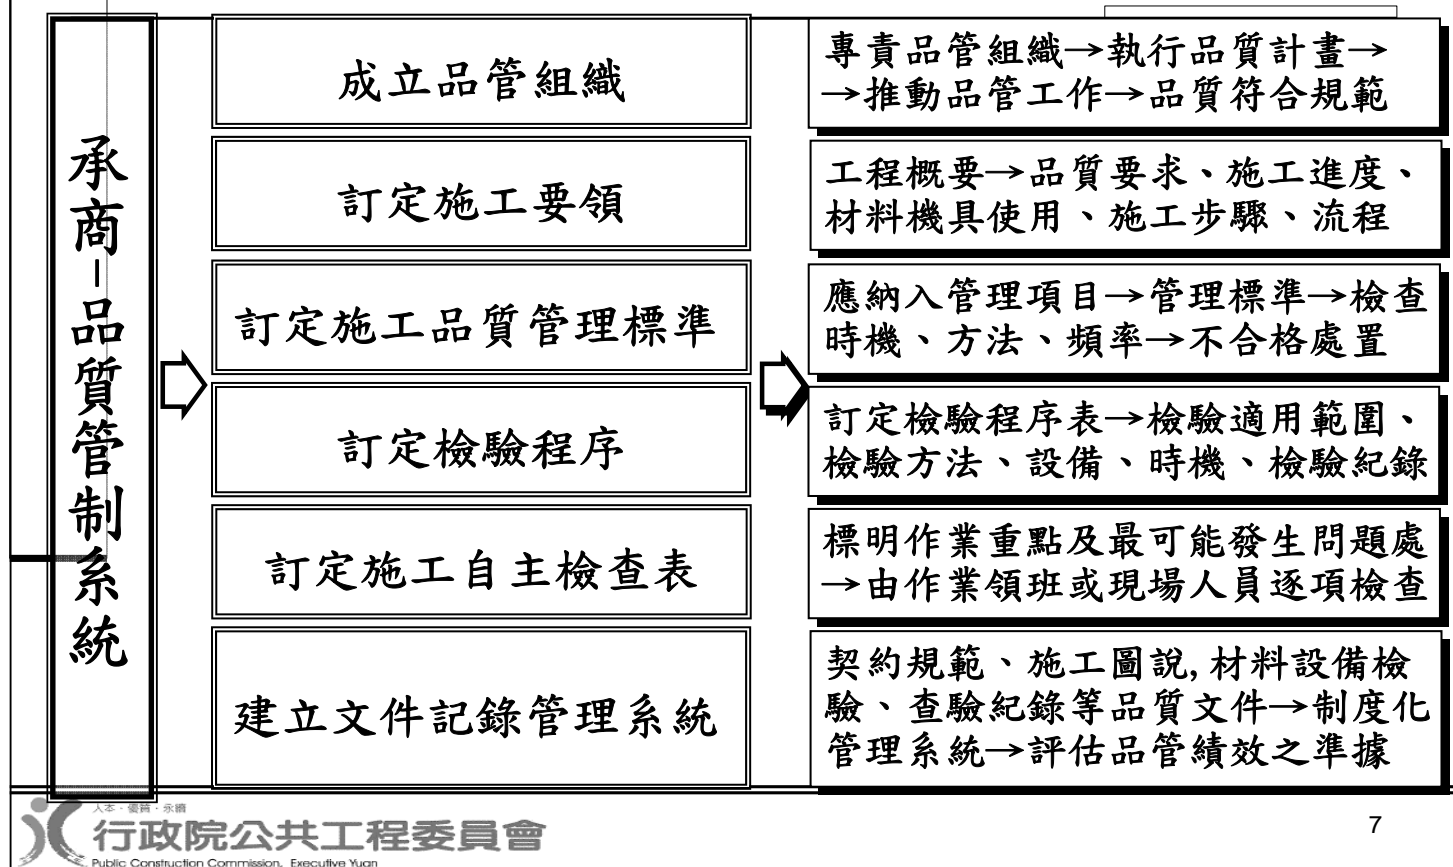 承商-品質管制系統
成立品管組織
專責品管組織→執行品質計畫→
→推動品管工作→品質符合規範
訂定施工要領
工程概要→品質要求、施工進度、
材料機具使用、施工步驟、流程
訂定施工品質管理標準
應納入管理項目→管理標準→檢查
時機、方法、頻率→不合格處置
訂定檢驗程序
訂定檢驗程序表→檢驗適用範圍、
檢驗方法、設備、時機、檢驗紀錄
訂定施工自主檢查表
標明作業重點及最可能發生問題處
→由作業領班或現場人員逐項檢查
建立文件記錄管理系統
契約規範、施工圖說,材料設備檢
驗、查驗紀錄等品質文件→制度化
管理系統→評估品管績效之準據
人本．優質．永續
行政院公共工程委員會
Public Construction Commission, Executive Yuan
7